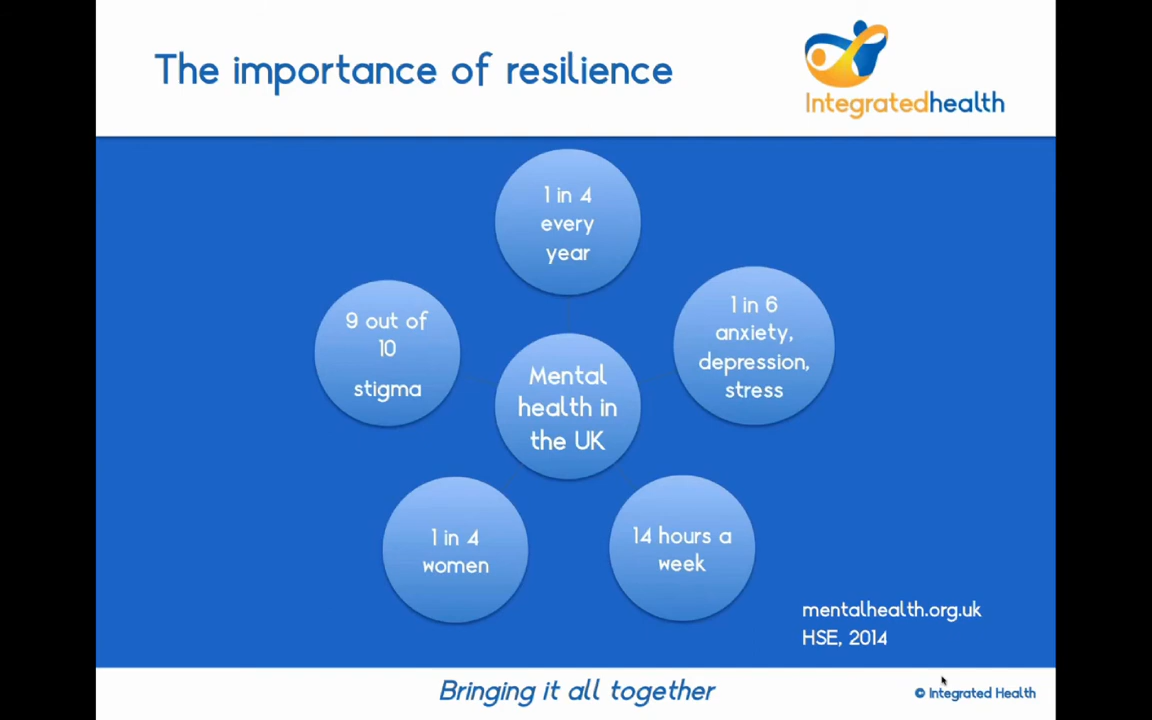 The importance of resilience
Integratedhealth
1 in 4
every
year
1 in 6
anxiety,
depression,
stress
9 out of
10
stigma
Mental
health in
the UK
1 in 4
women
14 hours a
week
mentalhealth.org.uk
HSE, 2014
Bringing it all together
© Integrated Health